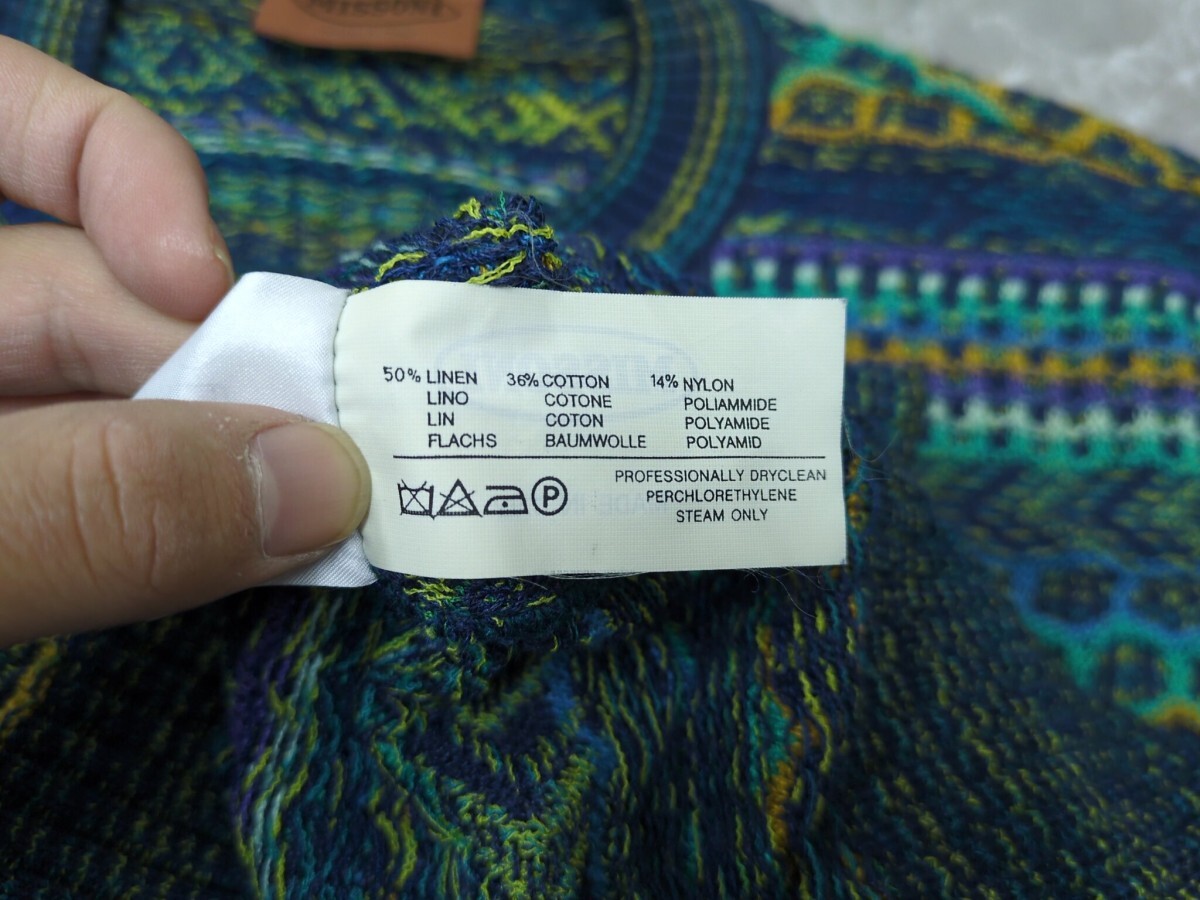 missoni
50% LINEN 36% COTTON 14% NYLON
LINO COTONE POLIAMMIDE
LIN COTON POLYAMIDE
FLACHS BAUMWOLLE POLYAMID
P PROFESSIONALLY DRYCLEAN
PERCHLORETHYLENE
STEAM ONLY